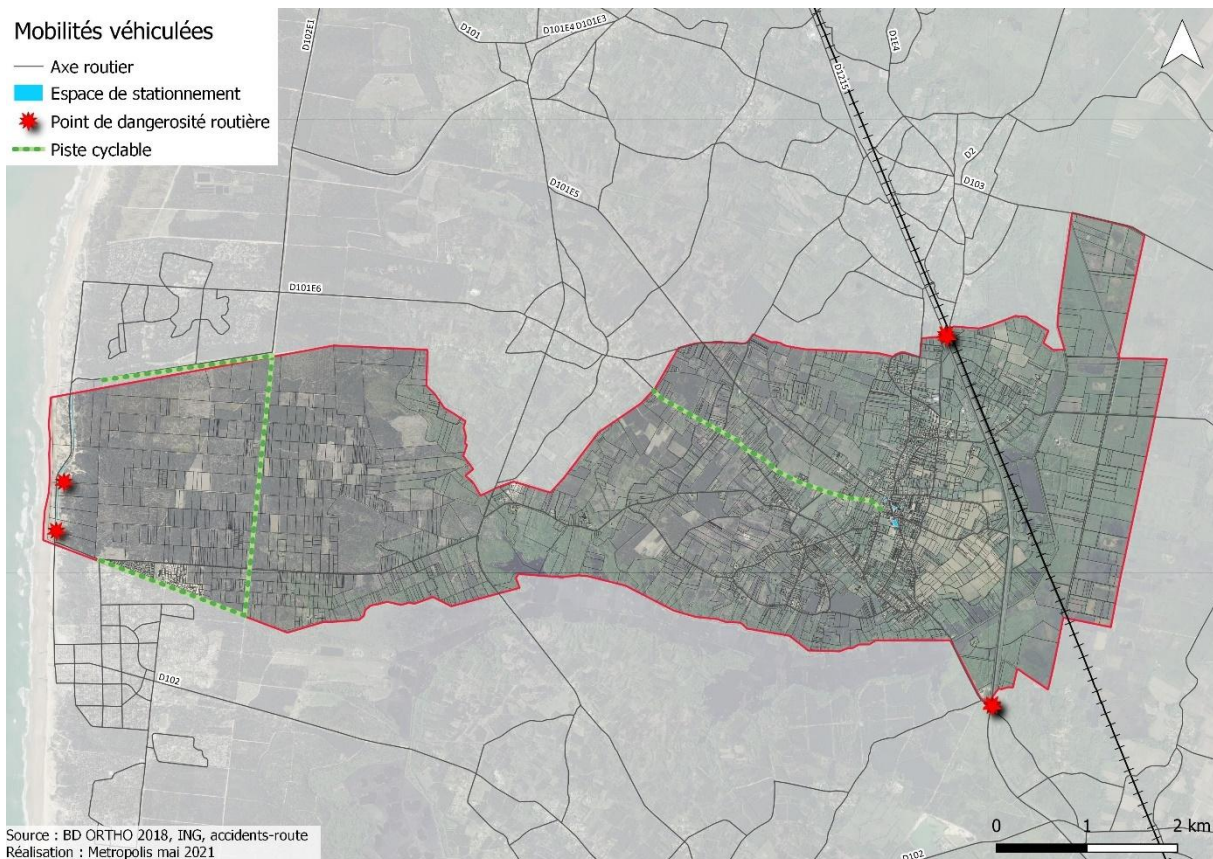 Mobilités véhiculées
Axe routier
Espace de stationnement
Point de dangerosité routière
Piste cyclable
D102E1
D101
D101E4
D101E3
D1E4
D1215
D2
D103
D101E5
D101E6
D102
D102
Source : BD ORTHO 2018, ING, accidents-route
Réalisation : Metropolis mai 2021
0 1 2 km